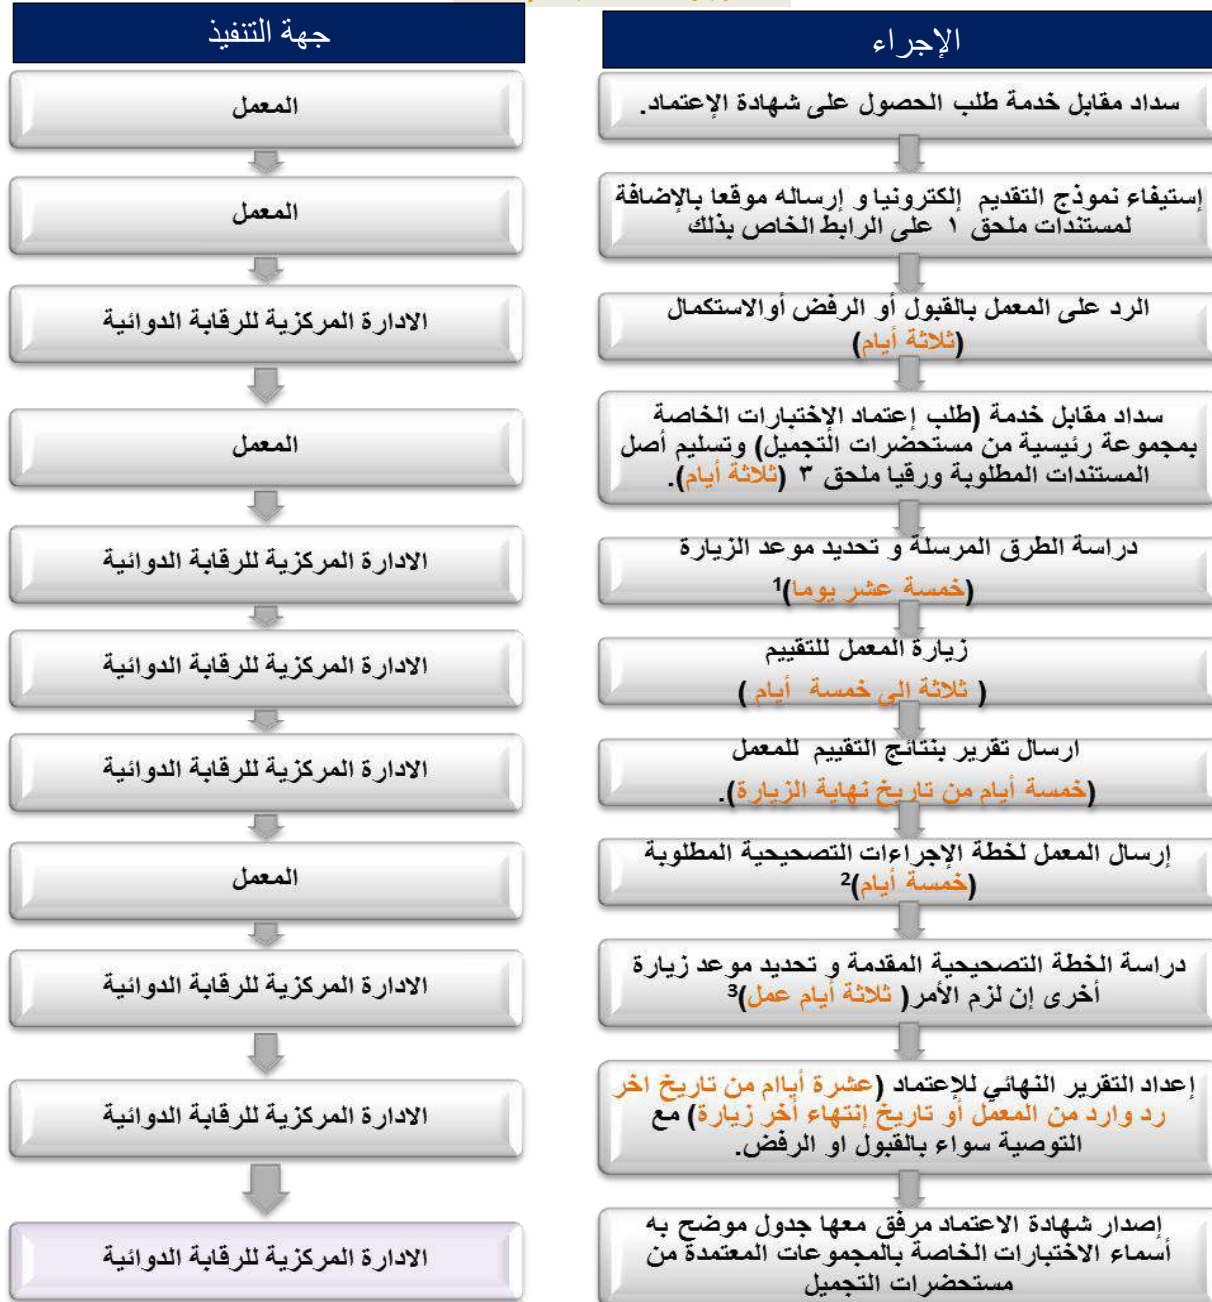 الإجراء
جهة التنفيذ
سداد مقابل خدمة طلب الحصول على شهادة الإعتماد.
المعمل
إستيفاء نموذج التقديم إلكترونيا و إرساله موقعا بالإضافة
لمستندات ملحق ١ على الرابط الخاص بذلك
المعمل
الرد على المعمل بالقبول أو الرفض أوالاستكمال
(ثلاثة أيام)
الادارة المركزية للرقابة الدوائية
سداد مقابل خدمة (طلب إعتماد الإختبارات الخاصة
بمجموعة رئيسية من مستحضرات التجميل) وتسليم أصل
المستندات المطلوبة ورقيا ملحق ٣ (ثلاثة أيام).
المعمل
دراسة الطرق المرسلة و تحديد موعد الزيارة
(خمسة عشر يوما)1
الادارة المركزية للرقابة الدوائية
زيارة المعمل للتقييم
( ثلاثة الي خمسة أيام )
الادارة المركزية للرقابة الدوائية
ارسال تقرير بنتائج التقييم للمعمل
(خمسة أيام من تاريخ نهاية الزيارة).
الادارة المركزية للرقابة الدوائية
إرسال المعمل لخطة الإجراءات التصحيحية المطلوبة
(خمسة أيام)2
المعمل
دراسة الخطة التصحيحية المقدمة و تحديد موعد زيارة
أخرى إن لزم الأمر( ثلاثة أيام عمل)3
الادارة المركزية للرقابة الدوائية
إعداد التقرير النهائي للإعتماد (عشرة أياام من تاريخ اخر
رد وارد من المعمل أو تاريخ إنتهاء أخر زيارة) مع
التوصية سواء بالقبول او الرفض.
الادارة المركزية للرقابة الدوائية
إصدار شهادة الاعتماد مرفق معها جدول موضح به
أسماء الاختبارات الخاصة بالمجموعات المعتمدة من
مستحضرات التجميل
الادارة المركزية للرقابة الدوائية